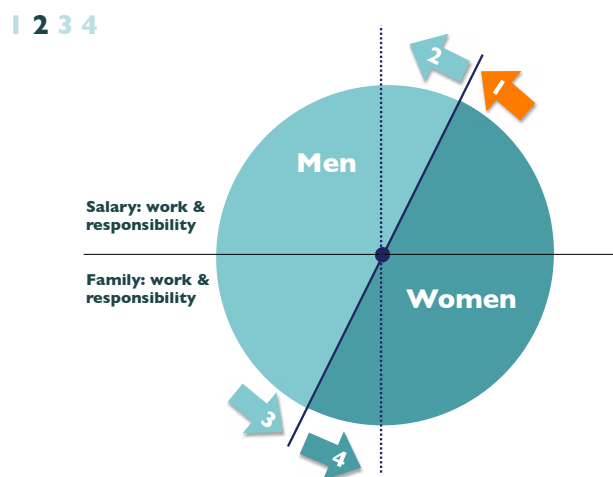 1 2 3 4
2
1
Men
Salary: work &
responsibility
Family: work &
responsibility
Women
3
4